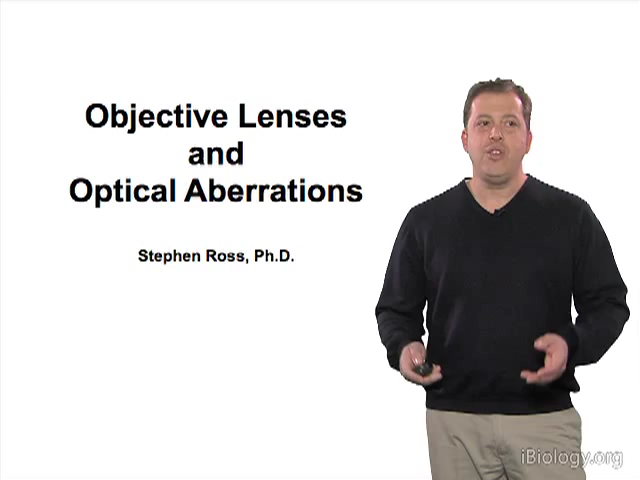 Objective Lenses
and
Optical Aberrations
Stephen Ross, Ph.D.
iBiology.org